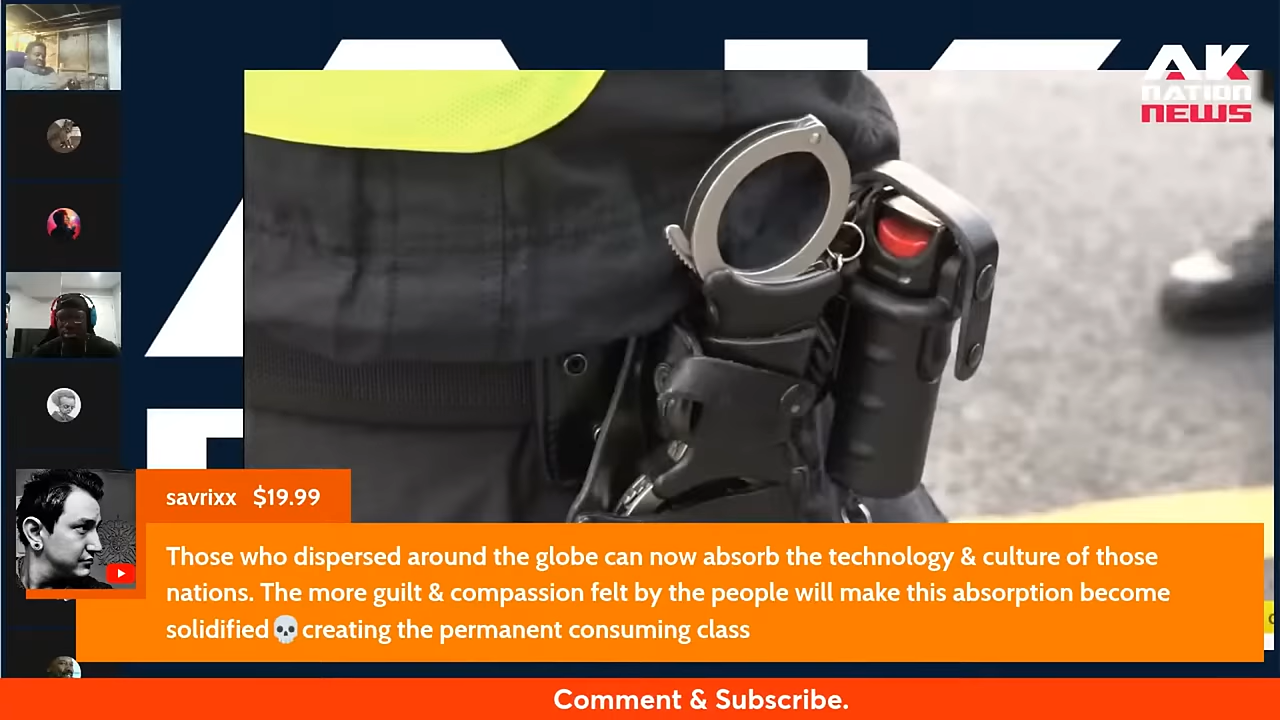 AK
NATION
NEWS
savrixx $19.99
Those who dispersed around the globe can now absorb the technology & culture of those
nations. The more guilt & compassion felt by the people will make this absorption become
solidified💀creating the permanent consuming class
Comment & Subscribe.